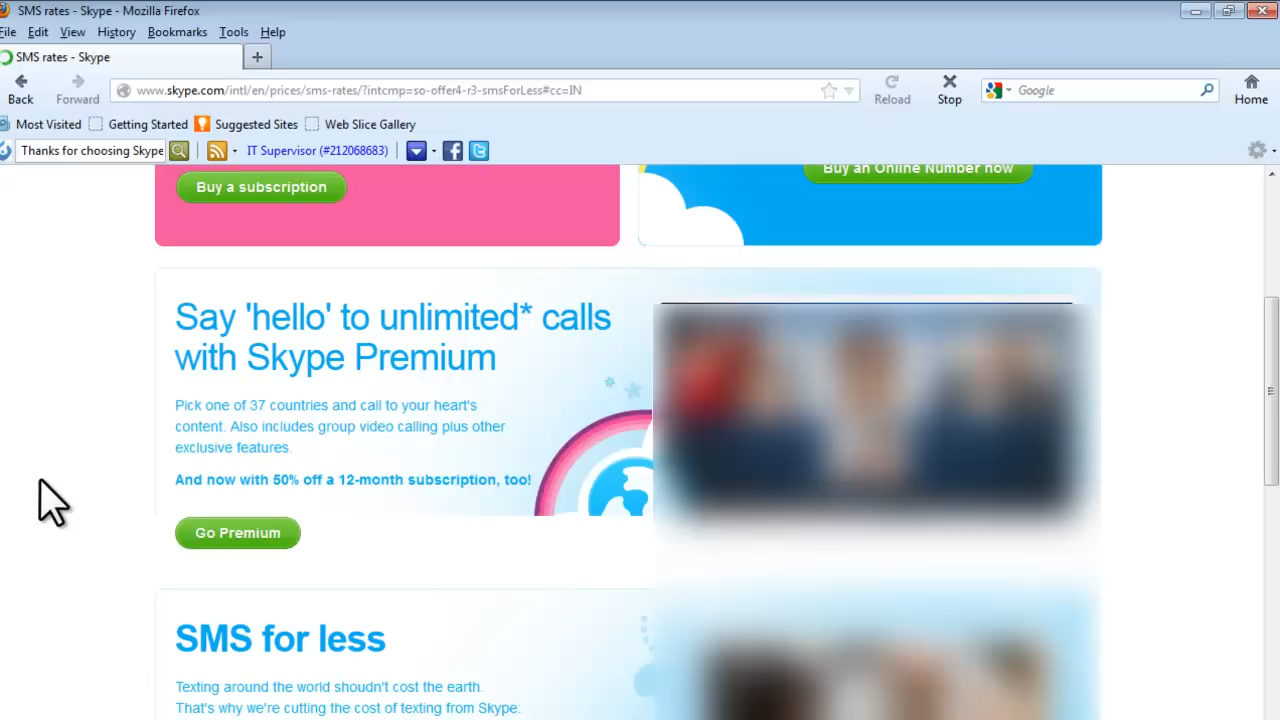 SMS rates - Skype - Mozilla Firefox
File Edit View History Bookmarks Tools Help
SMS rates - Skype
Back Forward www.skype.com/intl/en/prices/sms-rates/?intcmp=so-offer4-r3-smsForLess#cc=IN Reload Stop Google Home
Most Visited Getting Started Suggested Sites Web Slice Gallery
Thanks for choosing Skype IT Supervisor (#212068683)
Buy a subscription Buy an Online Number now
Say 'hello' to unlimited* calls
with Skype Premium
Pick one of 37 countries and call to your heart's
content. Also includes group video calling plus other
exclusive features.
And now with 50% off a 12-month subscription, too!
Go Premium
SMS for less
Texting around the world shoudn't cost the earth.
That's why we're cutting the cost of texting from Skype: